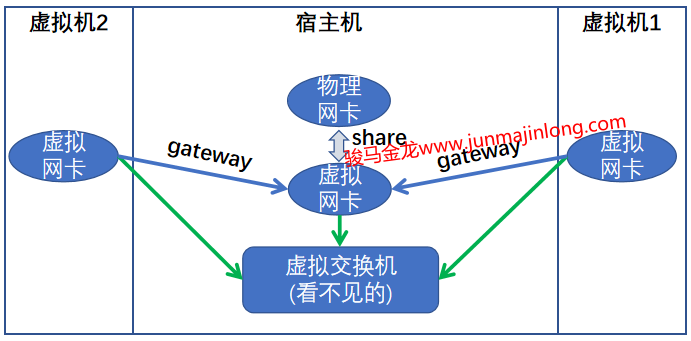 虚拟机2
宿主机
虚拟机1
物理
网卡
share
骏马金龙www.junmajinlong.com
虚拟
网卡
gateway
虚拟
网卡
gateway
虚拟
网卡
虚拟交换机
(看不见的)